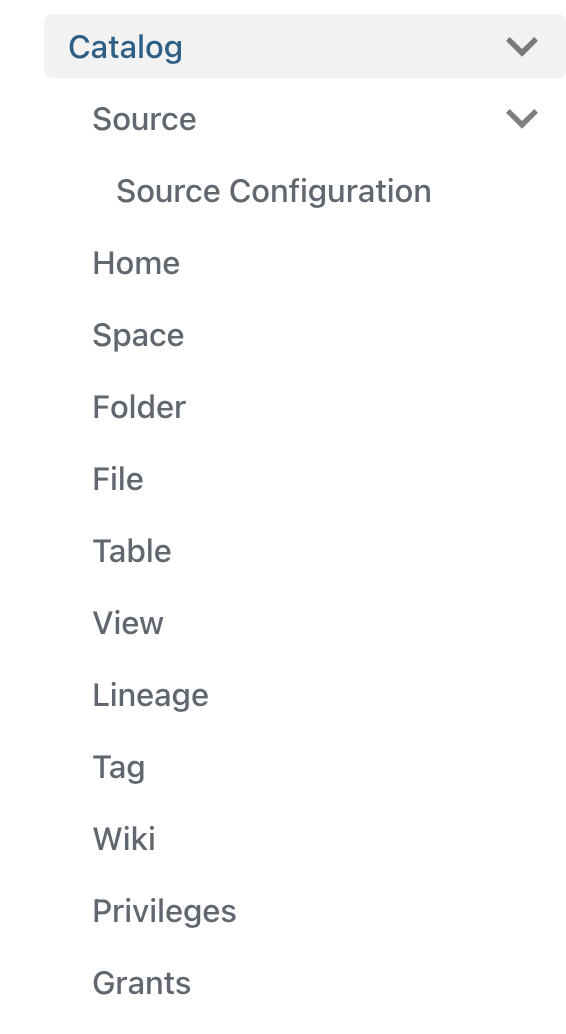 Catalog
Source
Source Configuration
Home
Space
Folder
File
Table
View
Lineage
Tag
Wiki
Privileges
Grants